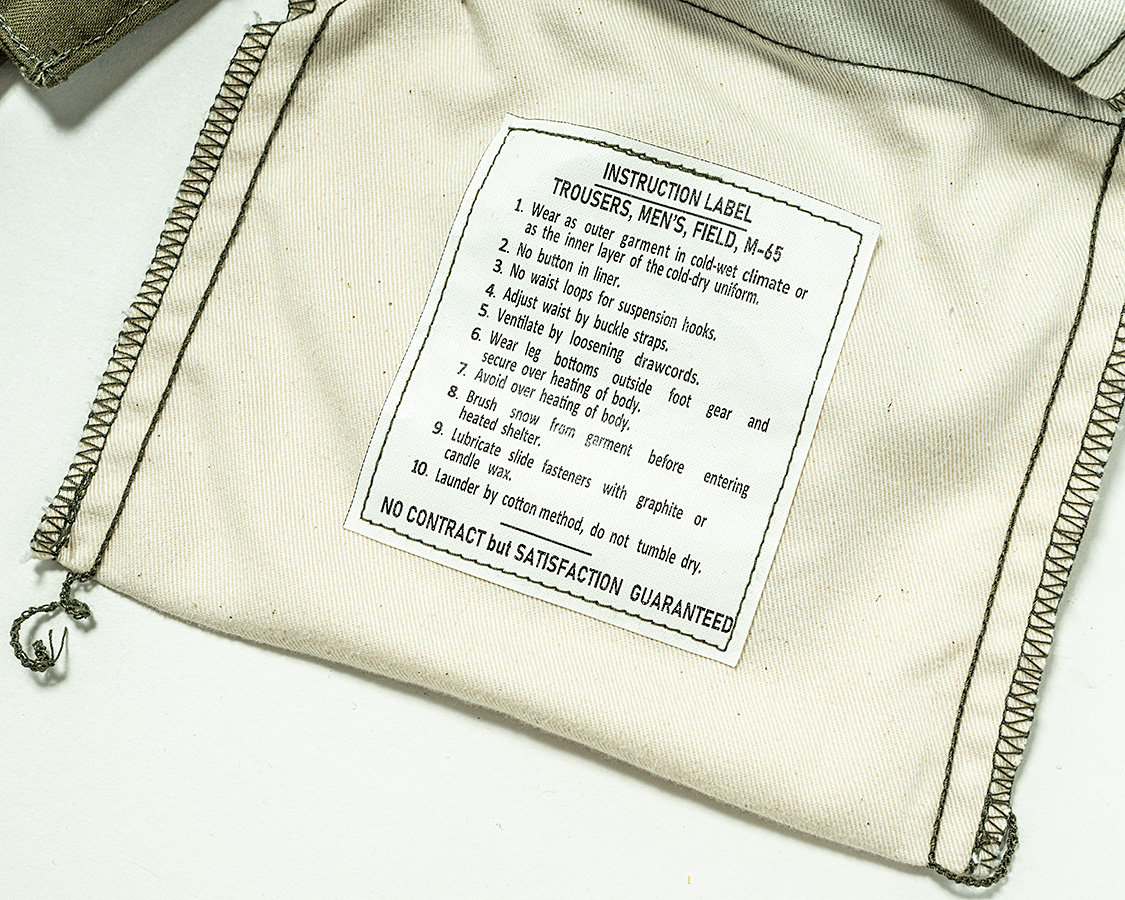 INSTRUCTION LABEL
TROUSERS, MEN'S, FIELD, M-65
1. Wear as outer garment in cold-wet climate or
as the inner layer of the cold-dry uniform.
2. No button in liner.
3. No waist loops for suspension hooks.
4. Adjust waist by buckle straps.
5. Ventilate by loosening drawcords.
6. Wear leg bottoms outside foot gear and
secure over heating of body.
7. Avoid over heating of body.
8. Brush snow from garment before entering
heated shelter.
9. Lubricate slide fasteners with graphite or
candle wax.
10. Launder by cotton method, do not tumble dry.
NO CONTRACT but SATISFACTION GUARANTEED